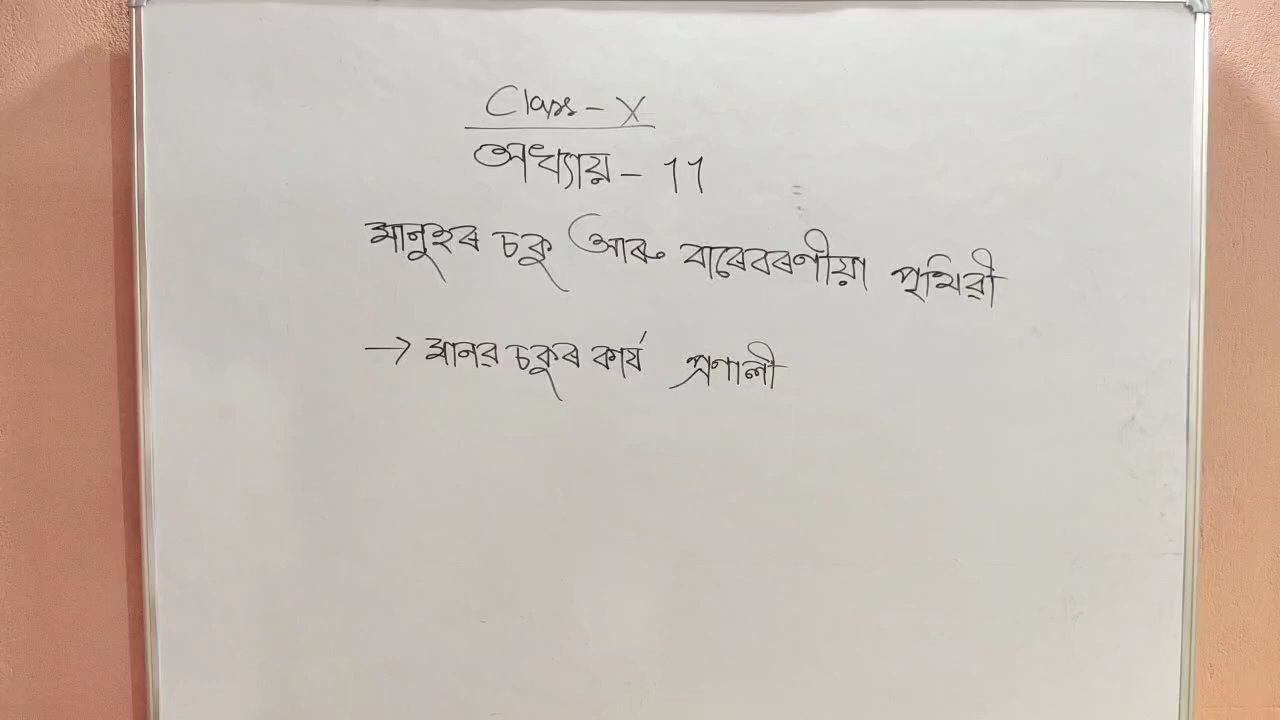 Class - X
অধ্যায় - 11
মানুহৰ চকু আৰু বাৰেবৰণীয়া পৃথিৱী
→ মানৱ চকুৰ কাৰ্য প্ৰণালী